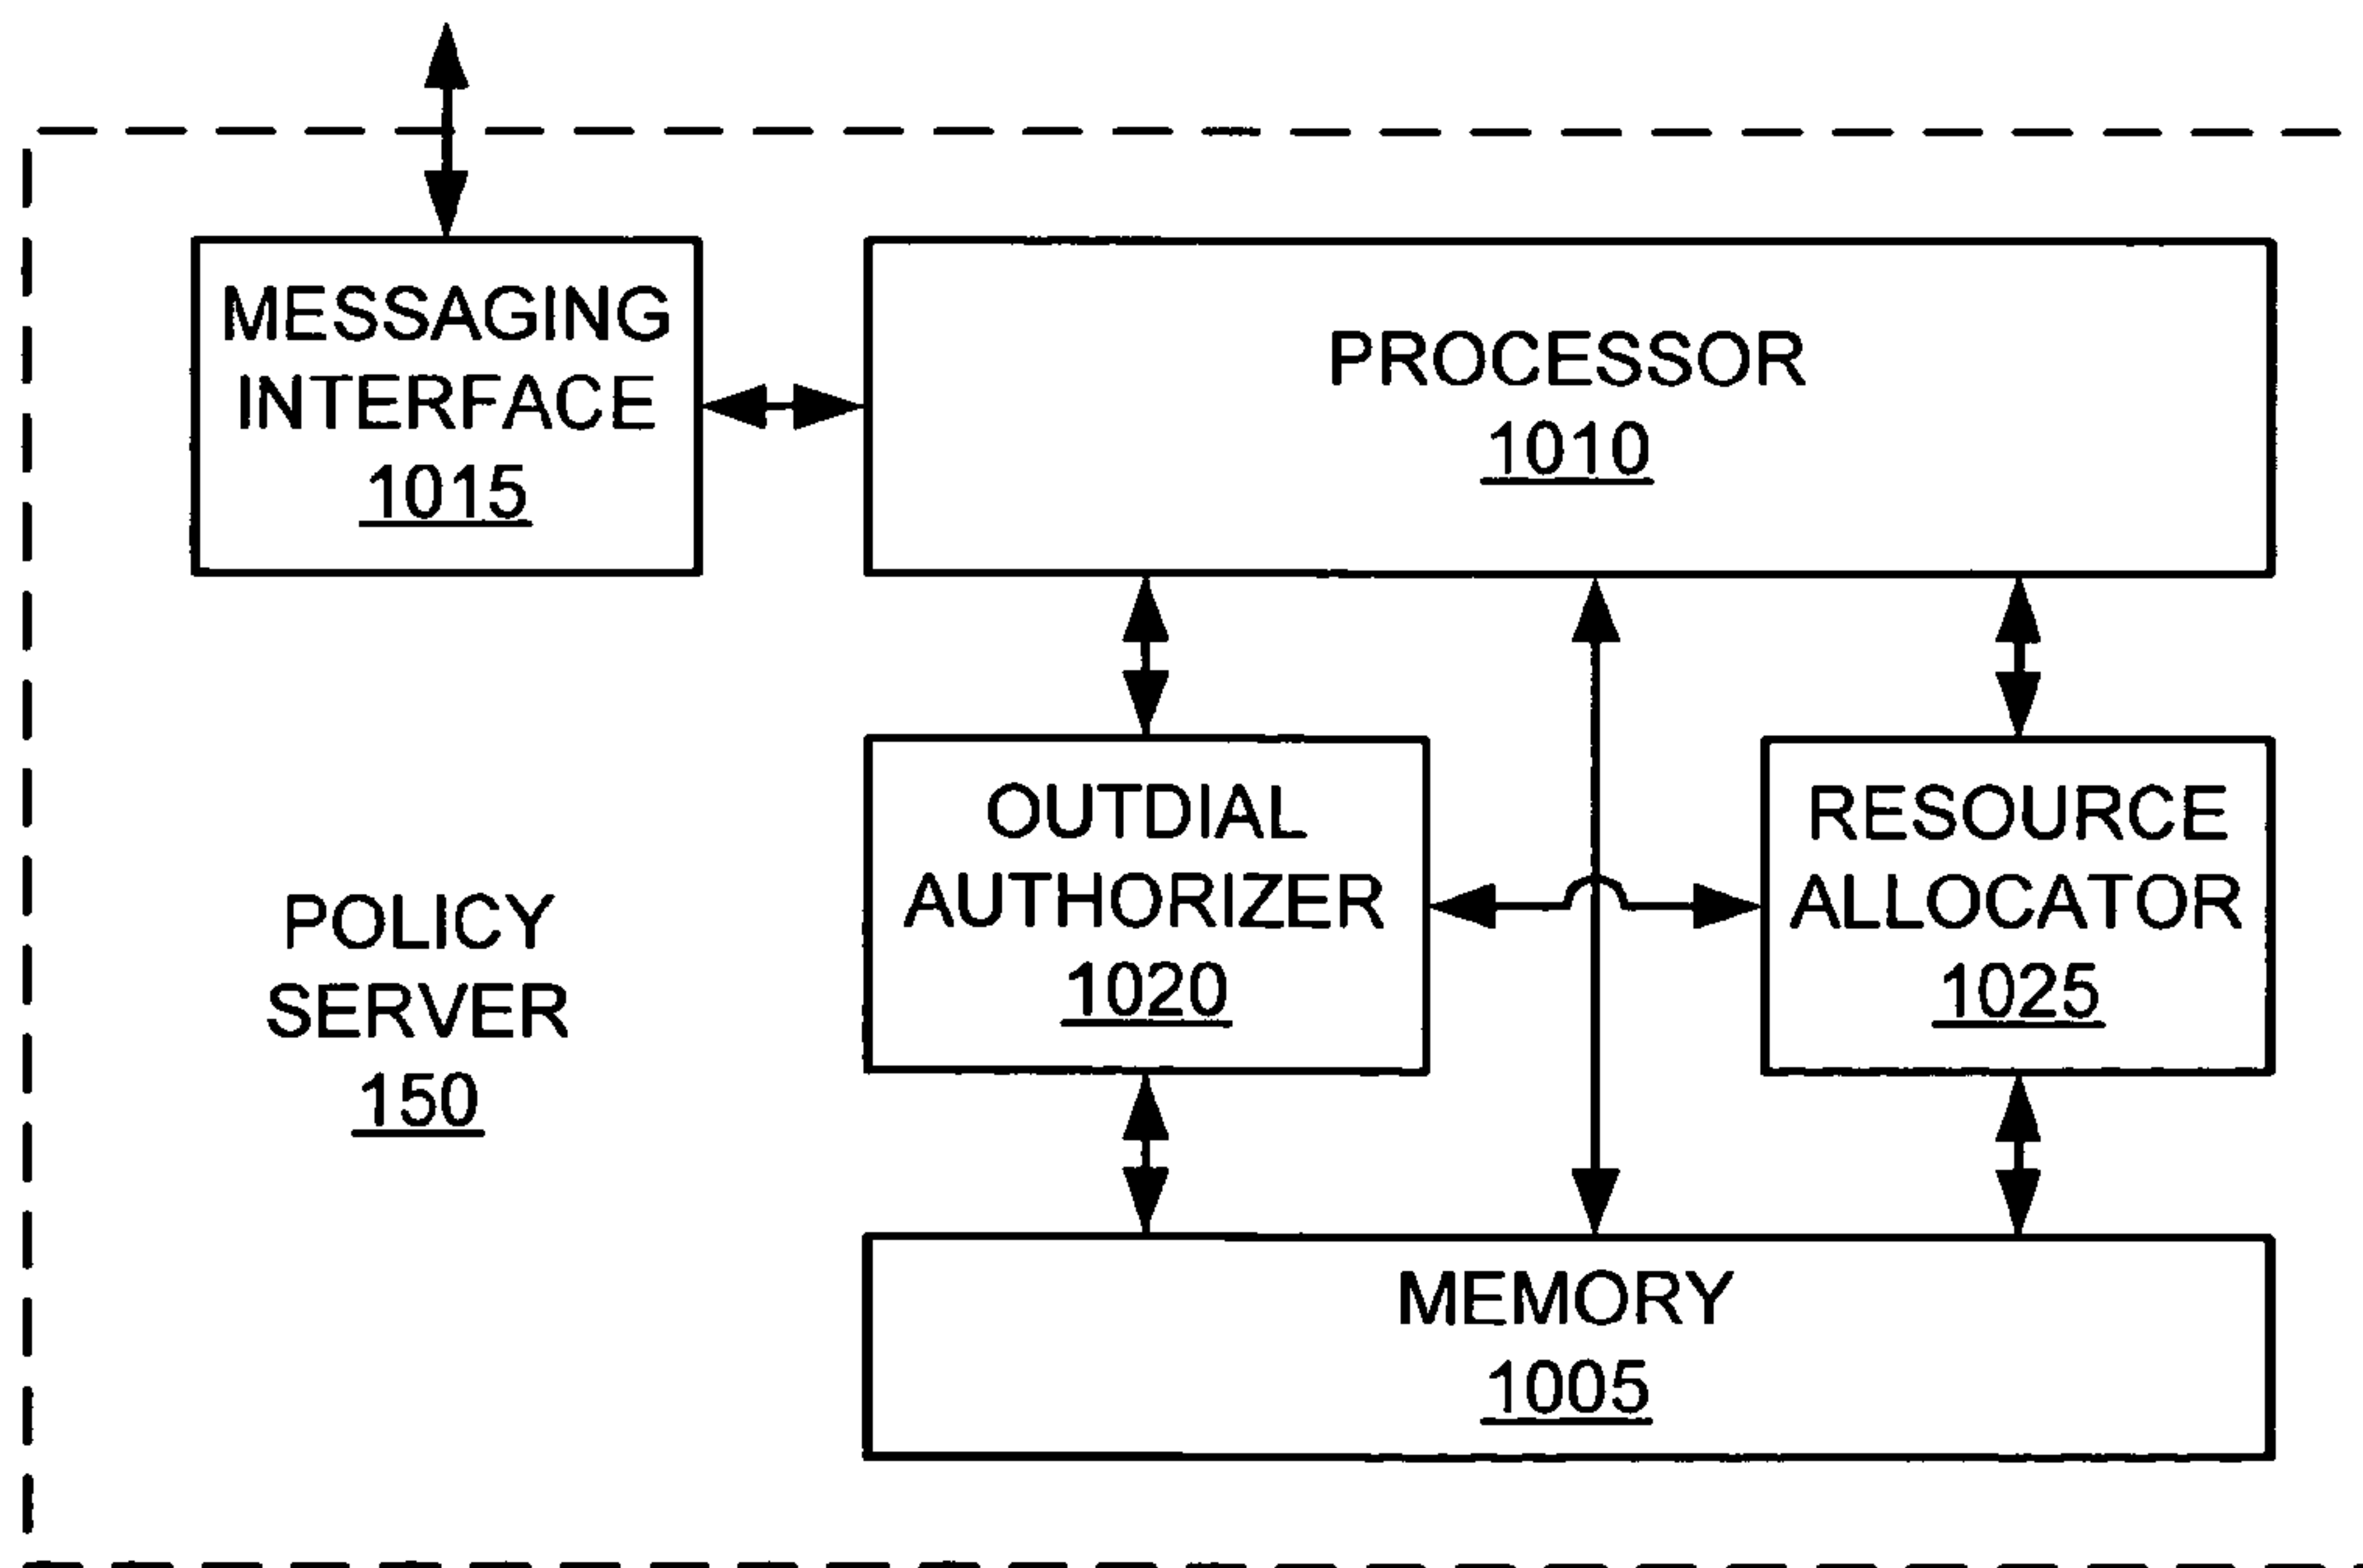 MESSAGING
INTERFACE
1015
PROCESSOR
1010
OUTDIAL
AUTHORIZER
1020
RESOURCE
ALLOCATOR
1025
POLICY
SERVER
150
MEMORY
1005